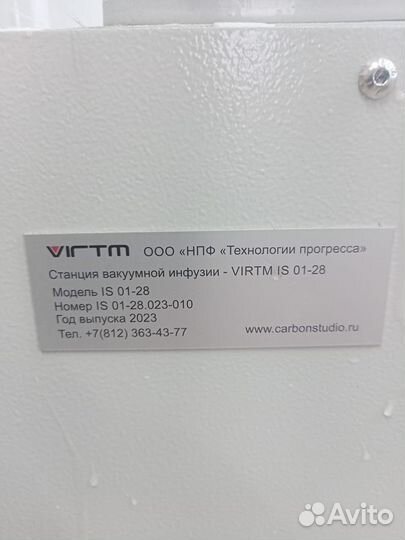 VIRTM ООО «НПФ «Технологии прогресса»
Станция вакуумной инфузии - VIRTM IS 01-28
Модель IS 01-28
Номер IS 01-28.023-010
Год выпуска 2023
Тел. +7(812) 363-43-77 www.carbonstudio.ru
Avito